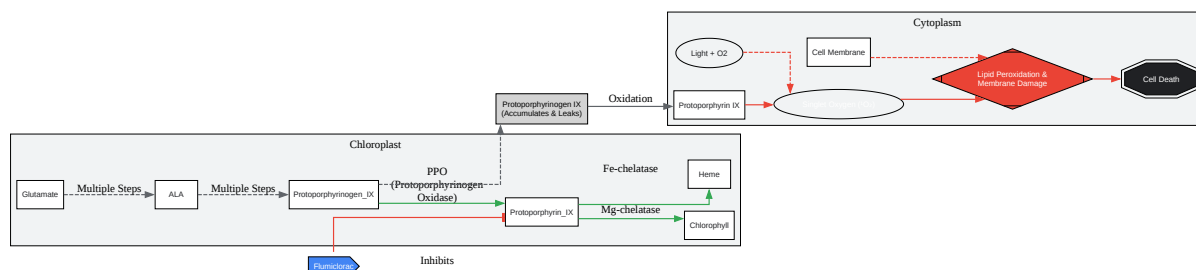 Cytoplasm
Light + O2
Cell Membrane
Lipid Peroxidation &
Membrane Damage
Cell Death
Protoporphyrinogen IX
(Accumulates & Leaks)
Oxidation
Protoporphyrin IX
Chloroplast
Glutamate
Multiple Steps
ALA
Multiple Steps
Protoporphyrinogen_IX
PPO
(Protoporphyrinogen
Oxidase)
Protoporphyrin_IX
Fe-chelatase
Heme
Mg-chelatase
Chlorophyll
Flumiclorac
Inhibits